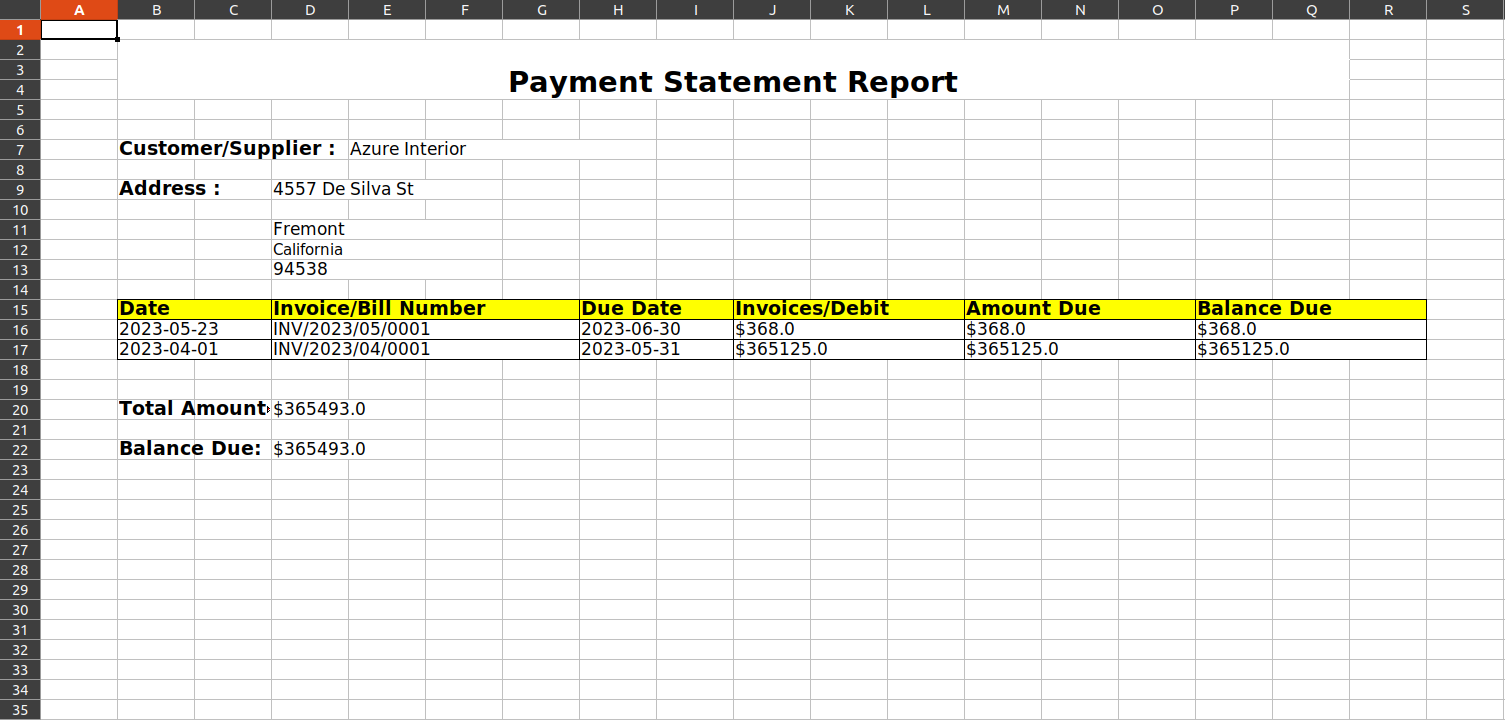 A B C D E F G H I J K L M N O P Q R S
1
2
3
Payment Statement Report
4
5
6
7 Customer/Supplier : Azure Interior
8
9 Address : 4557 De Silva St
10
11 Fremont
12 California
13 94538
14
15 Date Invoice/Bill Number Due Date Invoices/Debit Amount Due Balance Due
16 2023-05-23 INV/2023/05/0001 2023-06-30 $368.0 $368.0 $368.0
17 2023-04-01 INV/2023/04/0001 2023-05-31 $365125.0 $365125.0 $365125.0
18
19
20 Total Amount $365493.0
21
22 Balance Due: $365493.0
23
24
25
26
27
28
29
30
31
32
33
34
35